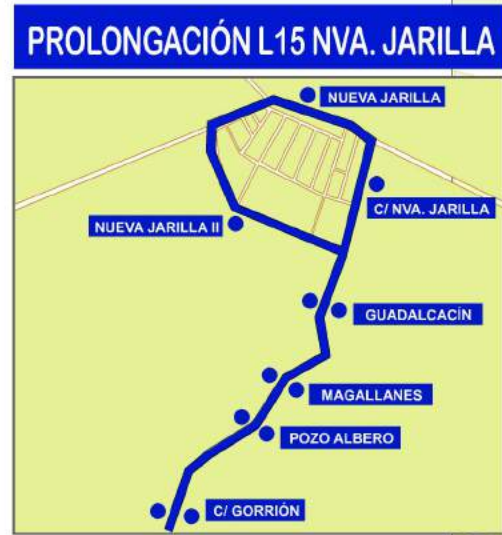 PROLONGACIÓN L15 NVA. JARILLA
NUEVA JARILLA
C/ NVA. JARILLA
NUEVA JARILLA II
GUADALCACÍN
MAGALLANES
POZO ALBERO
C/ GORRIÓN